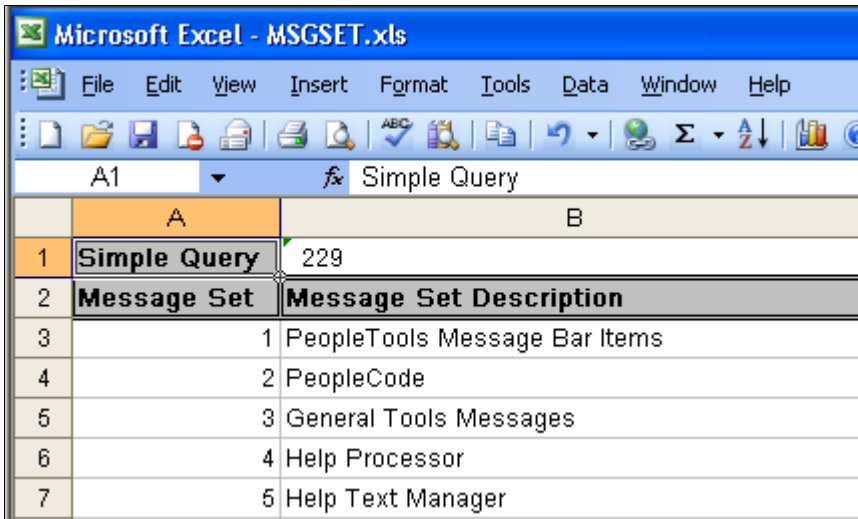 Microsoft Excel - MSGSET.xls
File Edit View Insert Format Tools Data Window Help
ABC Σ A Z
A1 fx Simple Query
A B
1 Simple Query 229
2 Message Set Message Set Description
3 1 PeopleTools Message Bar Items
4 2 PeopleCode
5 3 General Tools Messages
6 4 Help Processor
7 5 Help Text Manager